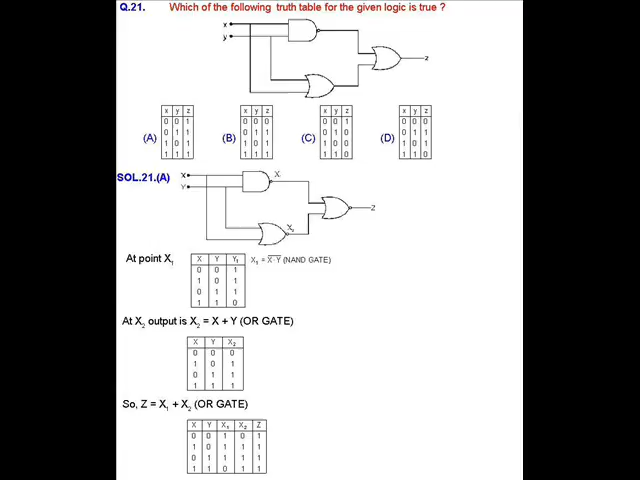 Q.21. Which of the following truth table for the given logic is true ?
x
y
z
(A)
x y z
0 0 1
0 1 1
1 0 1
1 1 1
(B)
x y z
0 0 0
0 1 1
1 0 1
1 1 1
(C)
x y z
0 0 1
0 1 0
1 0 0
1 1 0
(D)
x y z
0 0 0
0 1 1
1 0 1
1 1 0
SOL.21.(A)
X
Y
X₁
X₂
Z
At point X₁
X Y Y₁
0 0 1
1 0 1
0 1 1
1 1 0
X₁ = \overline{X·Y} (NAND GATE)
At X₂ output is X₂ = X + Y (OR GATE)
X Y X₂
0 0 0
1 0 1
0 1 1
1 1 1
So, Z = X₁ + X₂ (OR GATE)
X Y X₁ X₂ Z
0 0 1 0 1
1 0 1 1 1
0 1 1 1 1
1 1 0 1 1